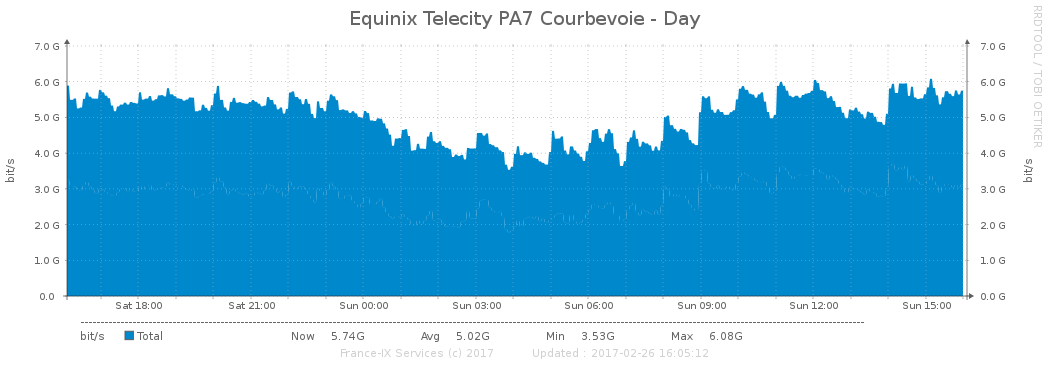 Equinix Telecity PA7 Courbevoie - Day
RRDTOOL / TOBI OETIKER
7.0 G 7.0 G
6.0 G 6.0 G
5.0 G 5.0 G
4.0 G 4.0 G
3.0 G 3.0 G
2.0 G 2.0 G
1.0 G 1.0 G
0.0 0.0 G
bit/s
bit/s
Sat 18:00 Sat 21:00 Sun 00:00 Sun 03:00 Sun 06:00 Sun 09:00 Sun 12:00 Sun 15:00
bit/s Total Now 5.74G Avg 5.02G Min 3.53G Max 6.08G
France-IX Services (c) 2017 Updated : 2017-02-26 16:05:12